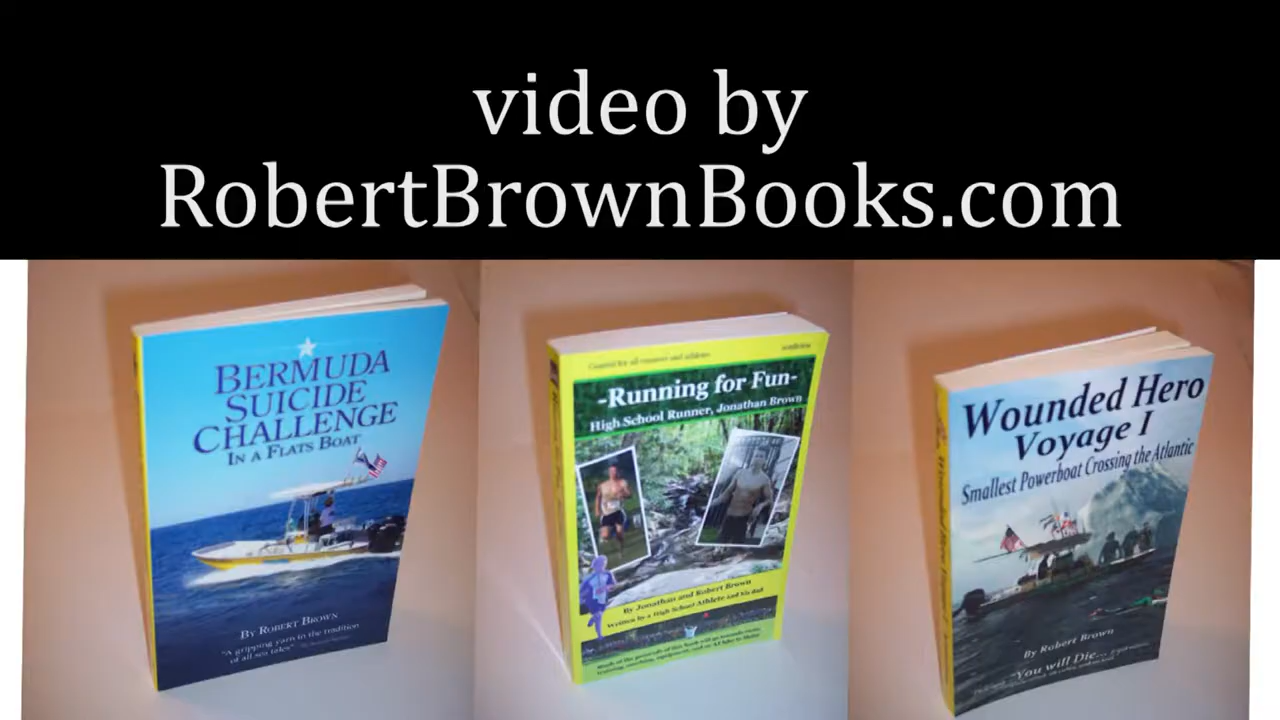 video by
RobertBrownBooks.com
BERMUDA
SUICIDE
CHALLENGE
IN A FLATS BOAT
BY ROBERT BROWN
"A gripping yarn in the tradition
of all sea tales"
-Running for Fun-
High School Runner, Jonathan Brown
By Jonathan and Robert Brown
Written by a High School Athlete and his dad
Wounded Hero
Voyage I
Smallest Powerboat Crossing the Atlantic
By Robert Brown
"You will Die...